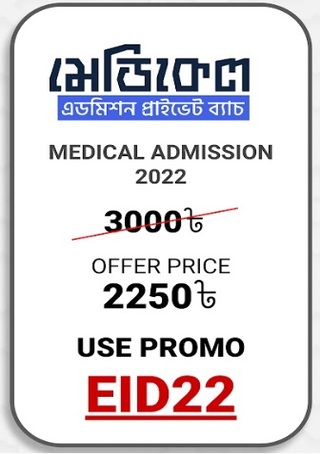 মেডিকেল
এডমিশন প্রাইভেট ব্যাচ
MEDICAL ADMISSION
2022
3000৳
OFFER PRICE
2250৳
USE PROMO
EID22